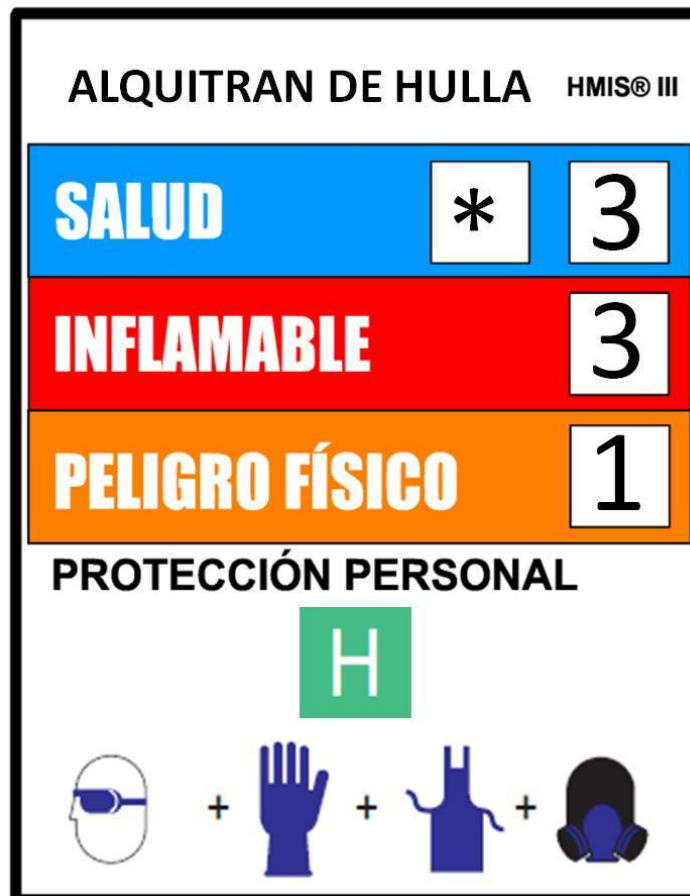 ALQUITRAN DE HULLA HMIS® III
SALUD * 3
INFLAMABLE 3
PELIGRO FÍSICO 1
PROTECCIÓN PERSONAL
H
+ + +